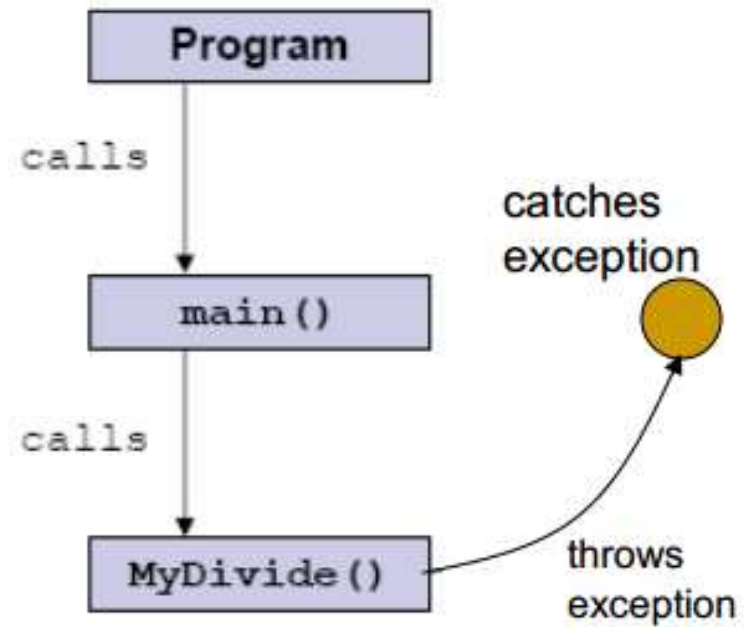 Program
calls
catches
exception
main()
calls
MyDivide()
throws
exception